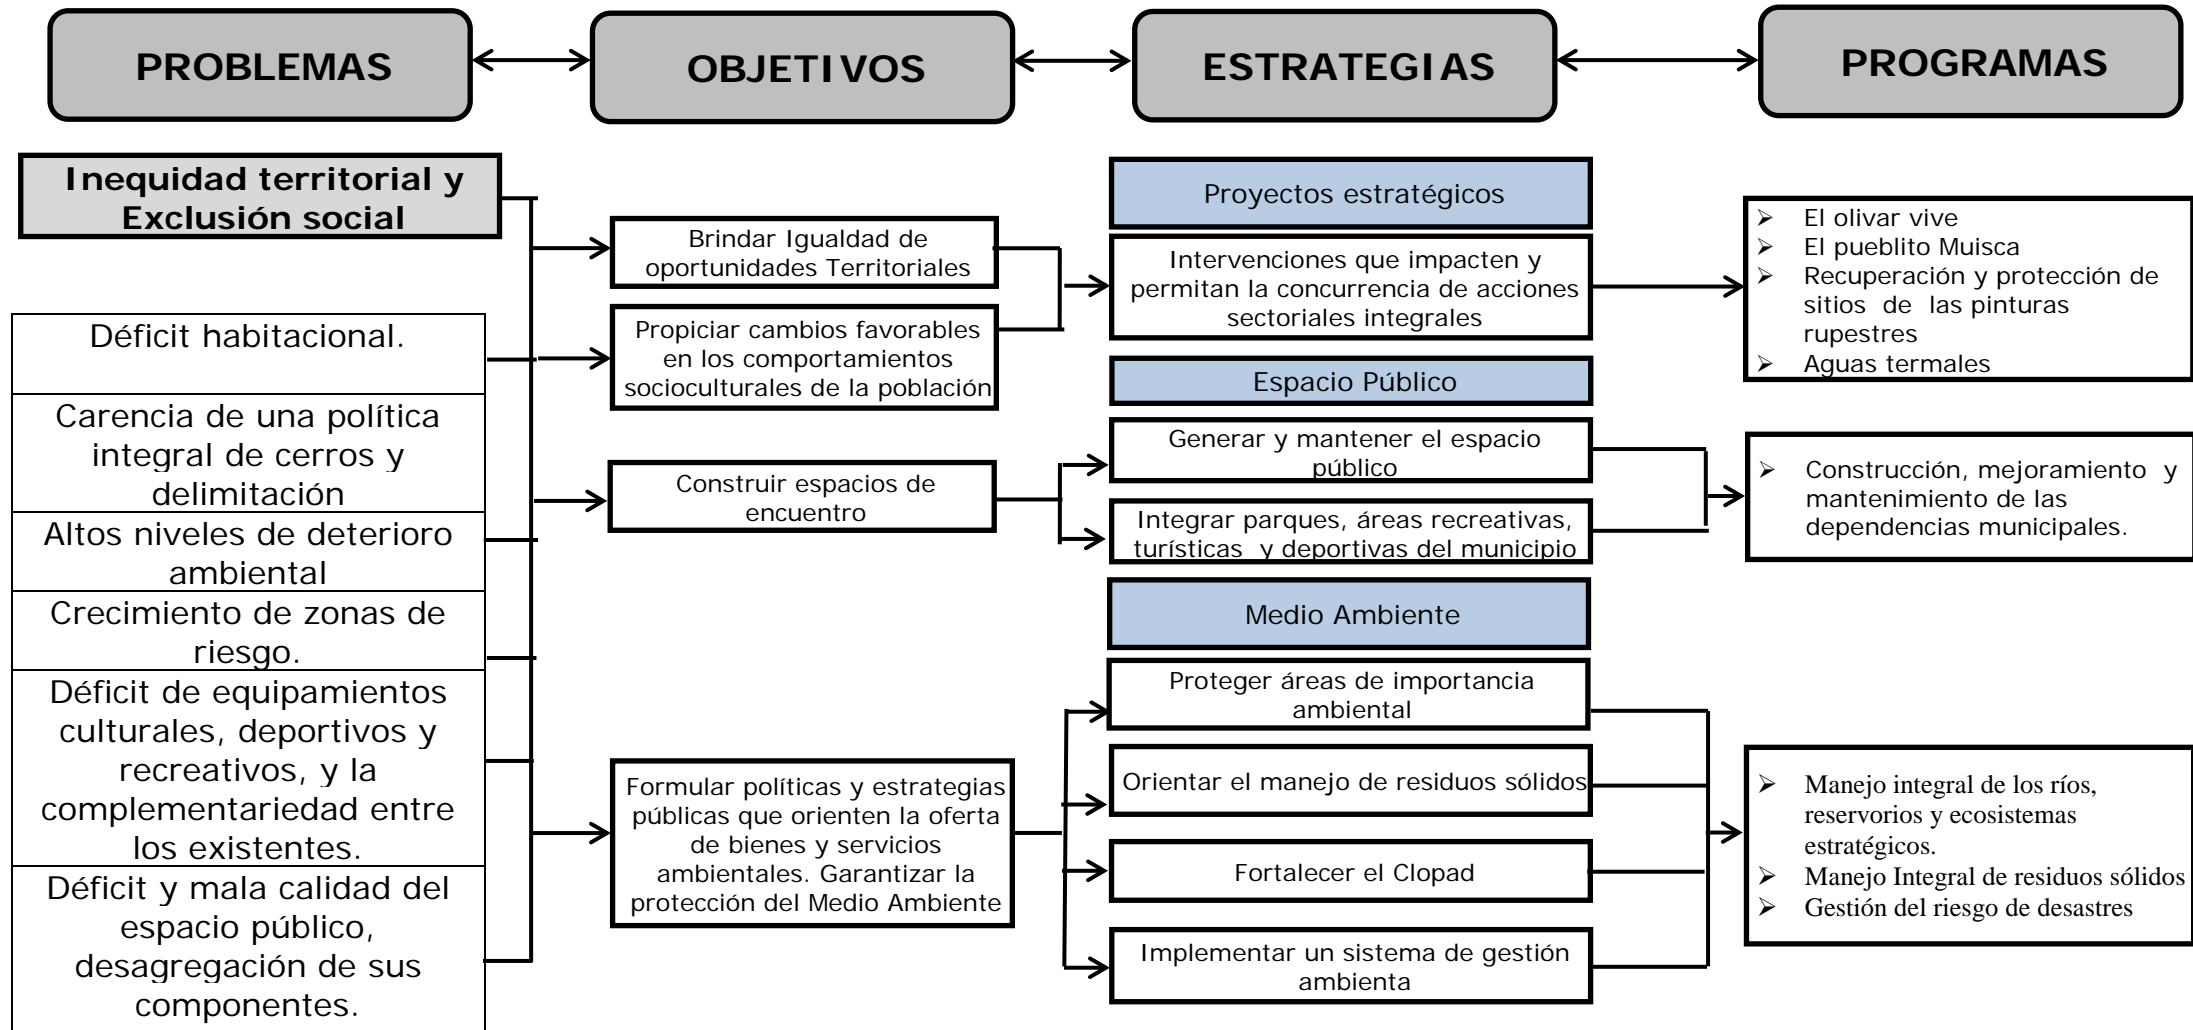 PROBLEMAS
OBJETIVOS
ESTRATEGIAS
PROGRAMAS
Inequidad territorial y
Exclusión social
Déficit habitacional.
Carencia de una política
integral de cerros y
delimitación
Altos niveles de deterioro
ambiental
Crecimiento de zonas de
riesgo.
Déficit de equipamientos
culturales, deportivos y
recreativos, y la
complementariedad entre
los existentes.
Déficit y mala calidad del
espacio público,
desagregación de sus
componentes.
Brindar Igualdad de
oportunidades Territoriales
Propiciar cambios favorables
en los comportamientos
socioculturales de la población
Construir espacios de
encuentro
Formular políticas y estrategias
públicas que orienten la oferta
de bienes y servicios
ambientales. Garantizar la
protección del Medio Ambiente
Proyectos estratégicos
Intervenciones que impacten y
permitan la concurrencia de acciones
sectoriales integrales
Espacio Público
Generar y mantener el espacio
público
Integrar parques, áreas recreativas,
turísticas y deportivas del municipio
Medio Ambiente
Proteger áreas de importancia
ambiental
Orientar el manejo de residuos sólidos
Fortalecer el Clopad
Implementar un sistema de gestión
ambienta
➢ El olivar vive
➢ El pueblito Muisca
➢ Recuperación y protección de
sitios de las pinturas
rupestres
➢ Aguas termales
➢ Construcción, mejoramiento y
mantenimiento de las
dependencias municipales.
➢ Manejo integral de los ríos,
reservorios y ecosistemas
estratégicos.
➢ Manejo Integral de residuos sólidos
➢ Gestión del riesgo de desastres